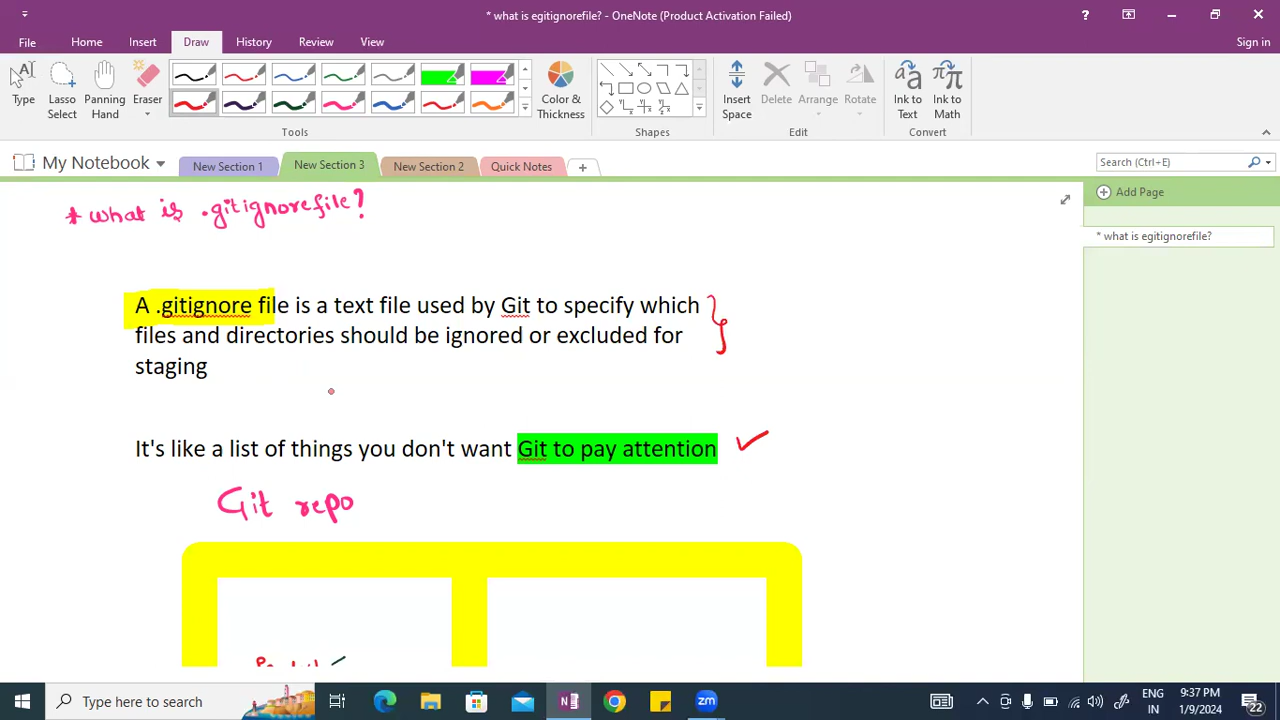 * what is egitignorefile? - OneNote (Product Activation Failed)
?
File
Home
Insert
Draw
History
Review
View
Sign in
Type
Lasso Select
Panning Hand
Eraser
Color & Thickness
Insert Space
Delete
Arrange
Rotate
Ink to Text
Ink to Math
Tools
Shapes
Edit
Convert
My Notebook
New Section 1
New Section 3
New Section 2
Quick Notes
Search (Ctrl+E)
Add Page
* what is egitignorefile?
* what is .gitignorefile?
A .gitignore file is a text file used by Git to specify which
files and directories should be ignored or excluded for
staging
It's like a list of things you don't want Git to pay attention
Git repo
Type here to search
zm
ENG
IN
9:37 PM
1/9/2024
22